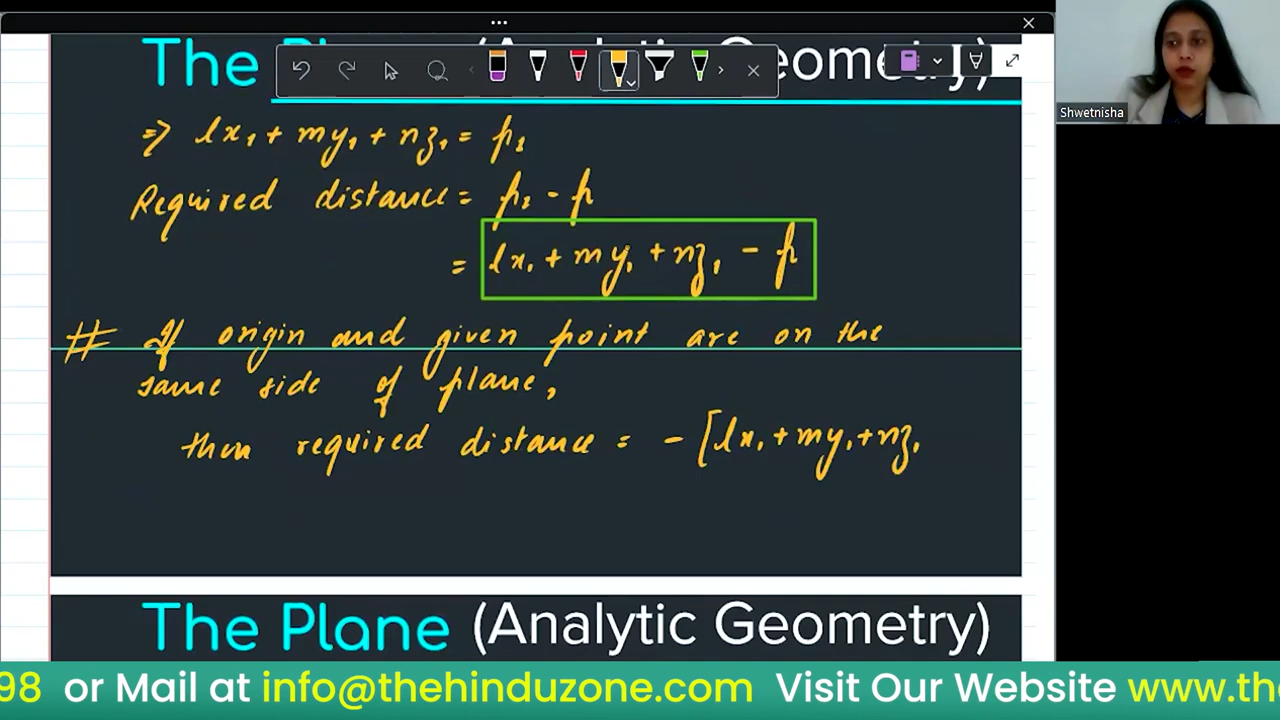 The Pl (Analytic Geometry)
Shwetnisha
⇒ lx₁ + my₁ + nz₁ = p₁
Required distance = p₁ - p
= lx₁ + my₁ + nz₁ - p
# If origin and given point are on the
same side of plane,
then required distance = - [lx₁ + my₁ + nz₁
The Plane (Analytic Geometry)
98 or Mail at info@thehinduzone.com Visit Our Website www.th